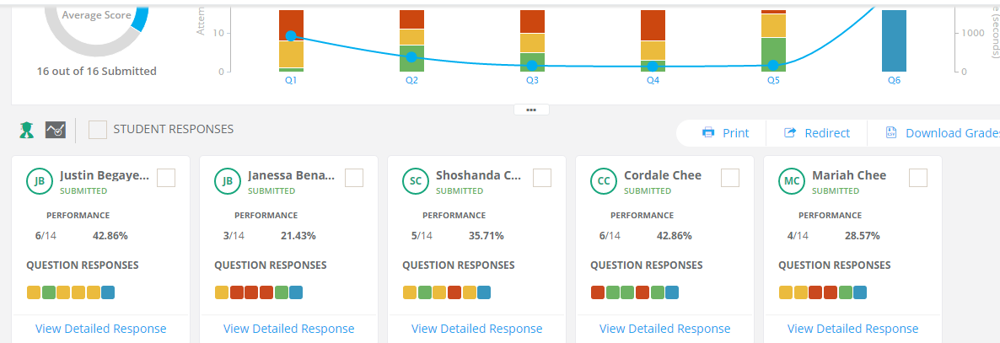 Average Score
16 out of 16 Submitted
Attem
10
0
Q1
Q2
Q3
Q4
Q5
Q6
1000
0
e (seconds)
STUDENT RESPONSES
Print
Redirect
Download Grades
JB
Justin Begaye...
SUBMITTED
PERFORMANCE
6/14 42.86%
QUESTION RESPONSES
View Detailed Response
JB
Janessa Bena...
SUBMITTED
PERFORMANCE
3/14 21.43%
QUESTION RESPONSES
View Detailed Response
SC
Shoshanda C...
SUBMITTED
PERFORMANCE
5/14 35.71%
QUESTION RESPONSES
View Detailed Response
CC
Cordale Chee
SUBMITTED
PERFORMANCE
6/14 42.86%
QUESTION RESPONSES
View Detailed Response
MC
Mariah Chee
SUBMITTED
PERFORMANCE
4/14 28.57%
QUESTION RESPONSES
View Detailed Response